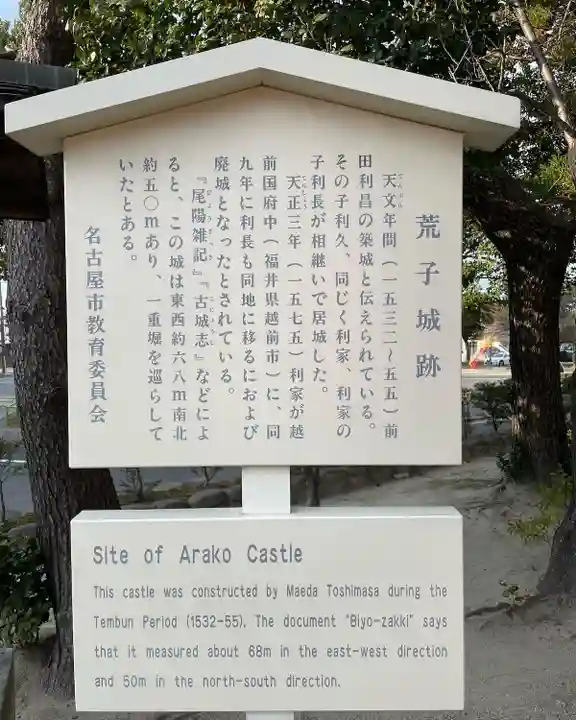 荒子城跡
天文年間（一五三二～五五）前
田利昌の築城と伝えられている。
その子利久、同じく利家、利家の
子利長が相継いで居城した。
天正三年（一五七五）利家が越
前国府中（福井県越前市）に、同
九年に利長も同地に移るにおよび
廃城となったとされている。
『尾陽雑記』『古城志』などによ
ると、この城は東西約六八ｍ南北
約五〇ｍあり、一重堀を巡らして
いたとある。
名古屋市教育委員会
Site of Arako Castle
This castle was constructed by Maeda Toshimasa during the
Tembun Period (1532-55). The document "Biyo-zakki" says
that it measured about 68m in the east-west direction
and 50m in the north-south direction.